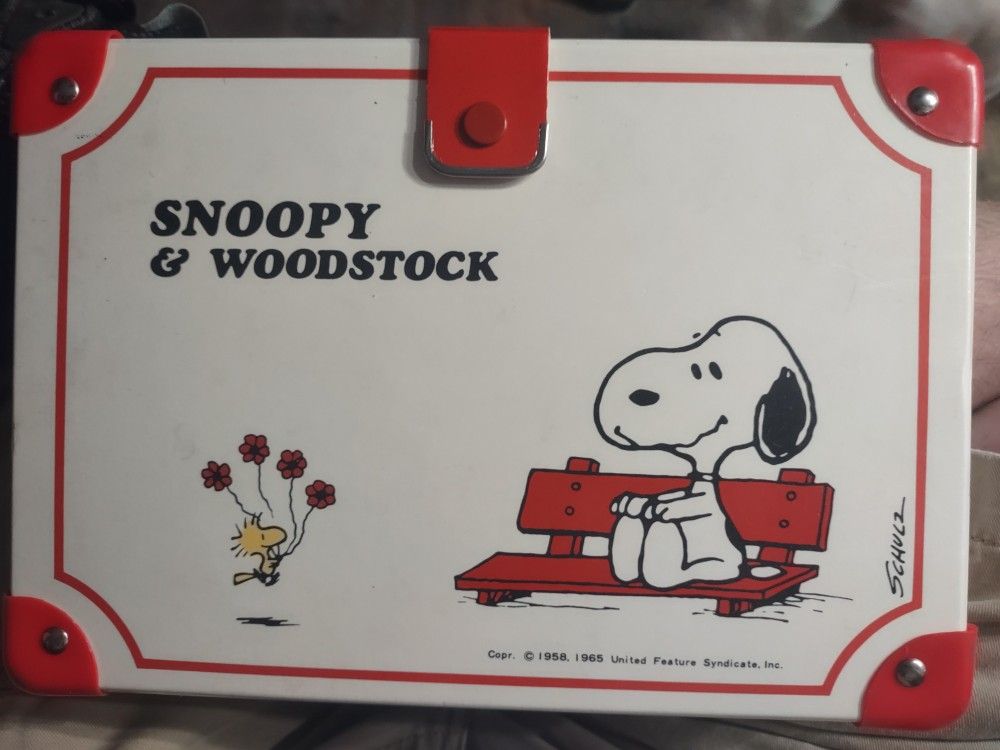 SNOOPY
& WOODSTOCK
SCHULZ
Copr. © 1958, 1965 United Feature Syndicate, Inc.